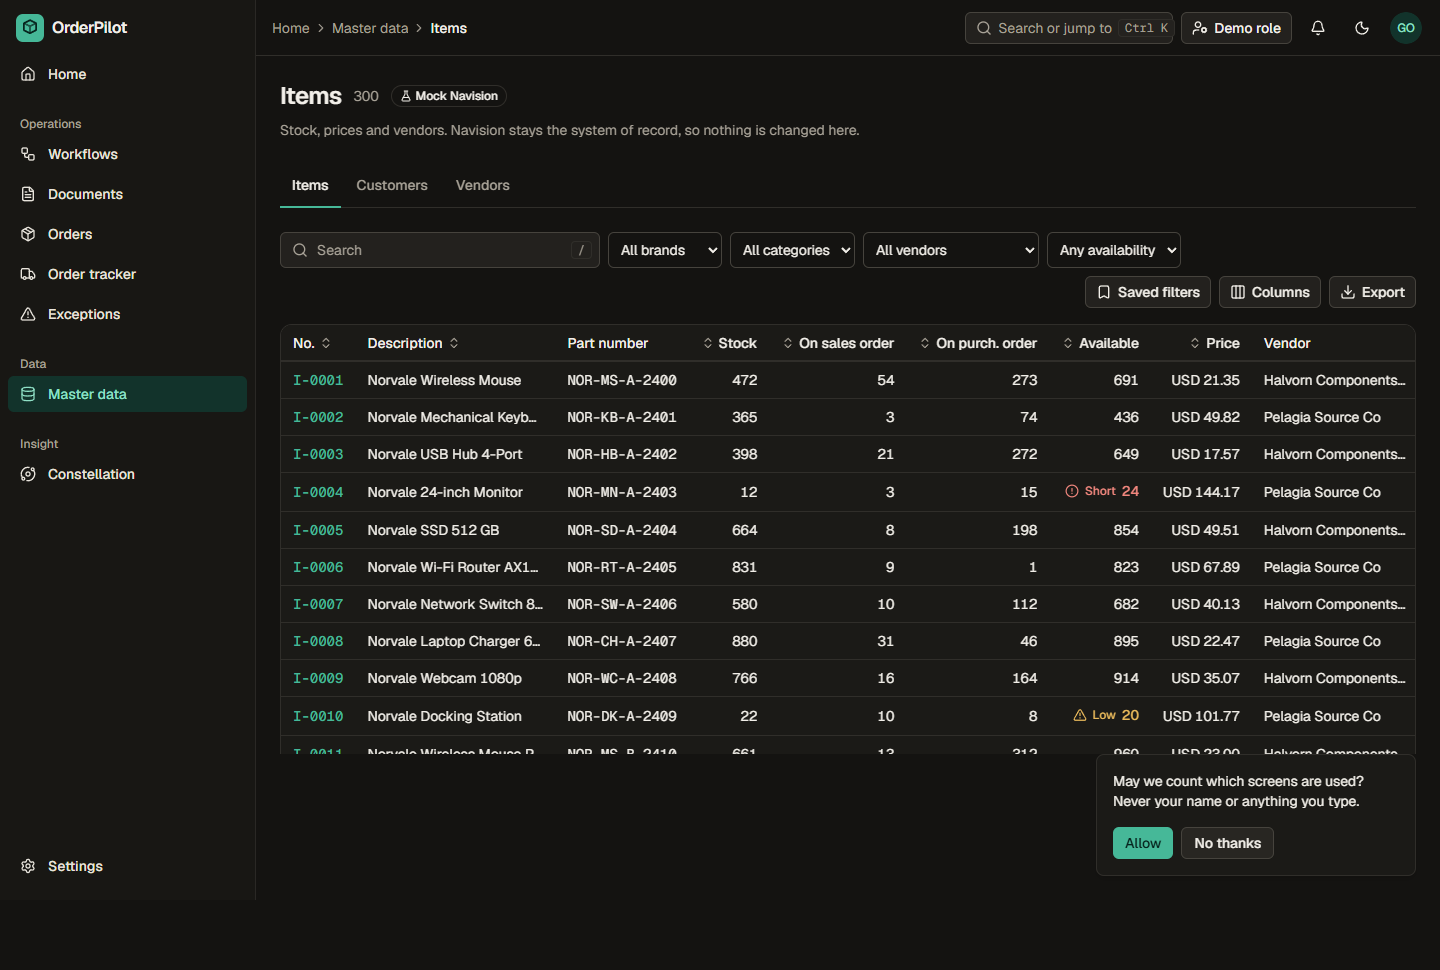 OrderPilot
Home > Master data > Items
Search or jump to Ctrl K
Demo role
GO
Home
Operations
Workflows
Documents
Orders
Order tracker
Exceptions
Data
Master data
Insight
Constellation
Settings
Items 300 Mock Navision
Stock, prices and vendors. Navision stays the system of record, so nothing is changed here.
Items Customers Vendors
Search / All brands All categories All vendors Any availability
Saved filters Columns Export
No. Description Part number Stock On sales order On purch. order Available Price Vendor
I-0001 Norvale Wireless Mouse NOR-MS-A-2400 472 54 273 691 USD 21.35 Halvorn Components…
I-0002 Norvale Mechanical Keyb… NOR-KB-A-2401 365 3 74 436 USD 49.82 Pelagia Source Co
I-0003 Norvale USB Hub 4-Port NOR-HB-A-2402 398 21 272 649 USD 17.57 Halvorn Components…
I-0004 Norvale 24-inch Monitor NOR-MN-A-2403 12 3 15 Short 24 USD 144.17 Pelagia Source Co
I-0005 Norvale SSD 512 GB NOR-SD-A-2404 664 8 198 854 USD 49.51 Halvorn Components…
I-0006 Norvale Wi-Fi Router AX1… NOR-RT-A-2405 831 9 1 823 USD 67.89 Pelagia Source Co
I-0007 Norvale Network Switch 8… NOR-SW-A-2406 580 10 112 682 USD 40.13 Halvorn Components…
I-0008 Norvale Laptop Charger 6… NOR-CH-A-2407 880 31 46 895 USD 22.47 Pelagia Source Co
I-0009 Norvale Webcam 1080p NOR-WC-A-2408 766 16 164 914 USD 35.07 Halvorn Components…
I-0010 Norvale Docking Station NOR-DK-A-2409 22 10 8 Low 20 USD 101.77 Pelagia Source Co
I-0011 Norvale Wireless Mouse NOR-MS-B-2410 661 13 312 960 Halvorn Components
May we count which screens are used?
Never your name or anything you type.
Allow No thanks